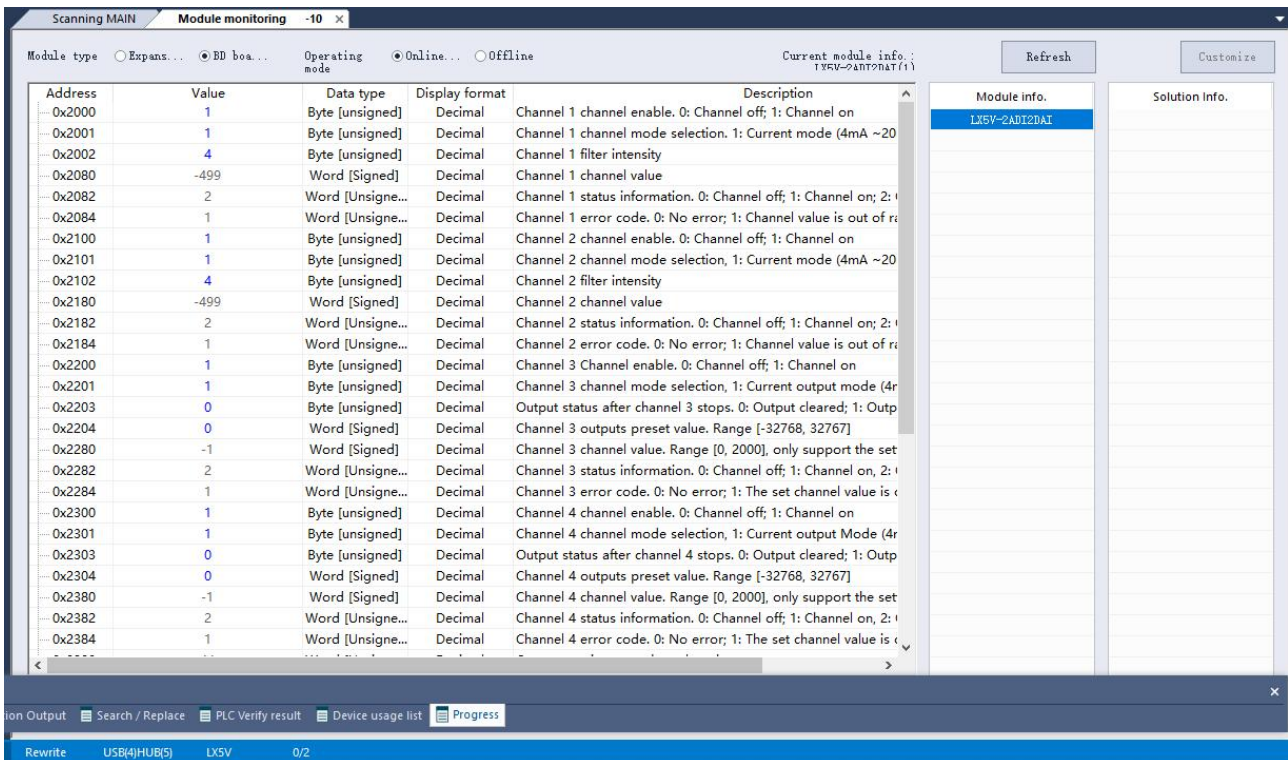 Scanning MAIN Module monitoring -10 ×
Module type Expans... BD boa... Operating mode Online... Offline Current module info.: LX5V-2ADI2DAI(1) Refresh Customize
Address Value Data type Display format Description Module info. Solution Info.
0x2000 1 Byte [unsigned] Decimal Channel 1 channel enable. 0: Channel off; 1: Channel on LX5V-2ADI2DAI
0x2001 1 Byte [unsigned] Decimal Channel 1 channel mode selection. 1: Current mode (4mA ~20
0x2002 4 Byte [unsigned] Decimal Channel 1 filter intensity
0x2080 -499 Word [Signed] Decimal Channel 1 channel value
0x2082 2 Word [Unsigne... Decimal Channel 1 status information. 0: Channel off; 1: Channel on; 2:
0x2084 1 Word [Unsigne... Decimal Channel 1 error code. 0: No error; 1: Channel value is out of
0x2100 1 Byte [unsigned] Decimal Channel 2 channel enable. 0: Channel off; 1: Channel on
0x2101 1 Byte [unsigned] Decimal Channel 2 channel mode selection, 1: Current mode (4mA ~20
0x2102 4 Byte [unsigned] Decimal Channel 2 filter intensity
0x2180 -499 Word [Signed] Decimal Channel 2 channel value
0x2182 2 Word [Unsigne... Decimal Channel 2 status information. 0: Channel off; 1: Channel on; 2:
0x2184 1 Word [Unsigne... Decimal Channel 2 error code. 0: No error; 1: Channel value is out of
0x2200 1 Byte [unsigned] Decimal Channel 3 Channel enable. 0: Channel off; 1: Channel on
0x2201 1 Byte [unsigned] Decimal Channel 3 channel mode selection, 1: Current output mode
0x2203 0 Byte [unsigned] Decimal Output status after channel 3 stops. 0: Output cleared; 1: Outp
0x2204 0 Word [Signed] Decimal Channel 3 outputs preset value. Range [-32768, 32767]
0x2280 -1 Word [Signed] Decimal Channel 3 channel value. Range [0, 2000], only support the set
0x2282 2 Word [Unsigne... Decimal Channel 3 status information. 0: Channel off; 1: Channel on, 2:
0x2284 1 Word [Unsigne... Decimal Channel 3 error code. 0: No error; 1: The set channel value is
0x2300 1 Byte [unsigned] Decimal Channel 4 channel enable. 0: Channel off; 1: Channel on
0x2301 1 Byte [unsigned] Decimal Channel 4 channel mode selection, 1: Current output Mode
0x2303 0 Byte [unsigned] Decimal Output status after channel 4 stops. 0: Output cleared; 1: Outp
0x2304 0 Word [Signed] Decimal Channel 4 outputs preset value. Range [-32768, 32767]
0x2380 -1 Word [Signed] Decimal Channel 4 channel value. Range [0, 2000], only support the set
0x2382 2 Word [Unsigne... Decimal Channel 4 status information. 0: Channel off; 1: Channel on, 2:
0x2384 1 Word [Unsigne... Decimal Channel 4 error code. 0: No error; 1: The set channel value is
ion Output Search / Replace PLC Verify result Device usage list Progress
Rewrite USB(4)HUB(5) LX5V 0/2